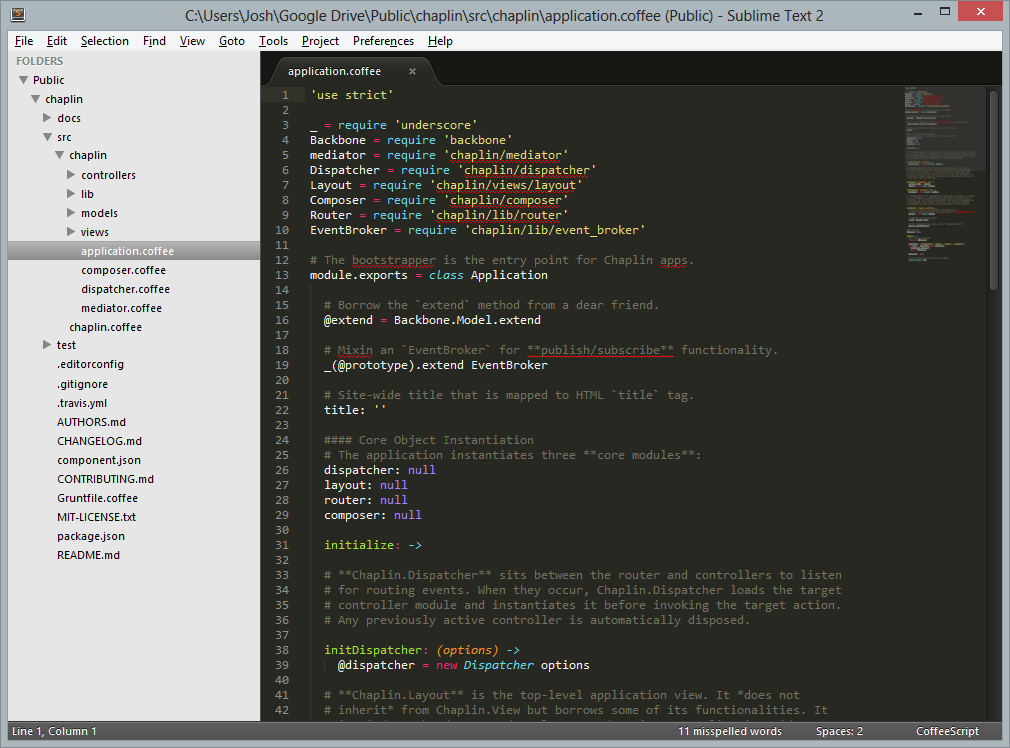 C:\Users\Josh\Google Drive\Public\chaplin\src\chaplin\application.coffee (Public) - Sublime Text 2
File Edit Selection Find View Goto Tools Project Preferences Help
FOLDERS
Public
chaplin
docs
src
chaplin
controllers
lib
models
views
application.coffee
composer.coffee
dispatcher.coffee
mediator.coffee
chaplin.coffee
test
.editorconfig
.gitignore
.travis.yml
AUTHORS.md
CHANGELOG.md
component.json
CONTRIBUTING.md
Gruntfile.coffee
MIT-LICENSE.txt
package.json
README.md
application.coffee ×
1 'use strict'
2
3 _ = require 'underscore'
4 Backbone = require 'backbone'
5 mediator = require 'chaplin/mediator'
6 Dispatcher = require 'chaplin/dispatcher'
7 Layout = require 'chaplin/views/layout'
8 Composer = require 'chaplin/composer'
9 Router = require 'chaplin/lib/router'
10 EventBroker = require 'chaplin/lib/event_broker'
11
12 # The bootstrapper is the entry point for Chaplin apps.
13 module.exports = class Application
14
15 # Borrow the `extend` method from a dear friend.
16 @extend = Backbone.Model.extend
17
18 # Mixin an `EventBroker` for **publish/subscribe** functionality.
19 _(@prototype).extend EventBroker
20
21 # Site-wide title that is mapped to HTML `title` tag.
22 title: ''
23
24 #### Core Object Instantiation
25 # The application instantiates three **core modules**:
26 dispatcher: null
27 layout: null
28 router: null
29 composer: null
30
31 initialize: ->
32
33 # **Chaplin.Dispatcher** sits between the router and controllers to listen
34 # for routing events. When they occur, Chaplin.Dispatcher loads the target
35 # controller module and instantiates it before invoking the target action.
36 # Any previously active controller is automatically disposed.
37
38 initDispatcher: (options) ->
39 @dispatcher = new Dispatcher options
40
41 # **Chaplin.Layout** is the top-level application view. It *does not
42 # inherit* from Chaplin.View but borrows some of its functionalities. It
Line 1, Column 1 11 misspelled words Spaces: 2 CoffeeScript